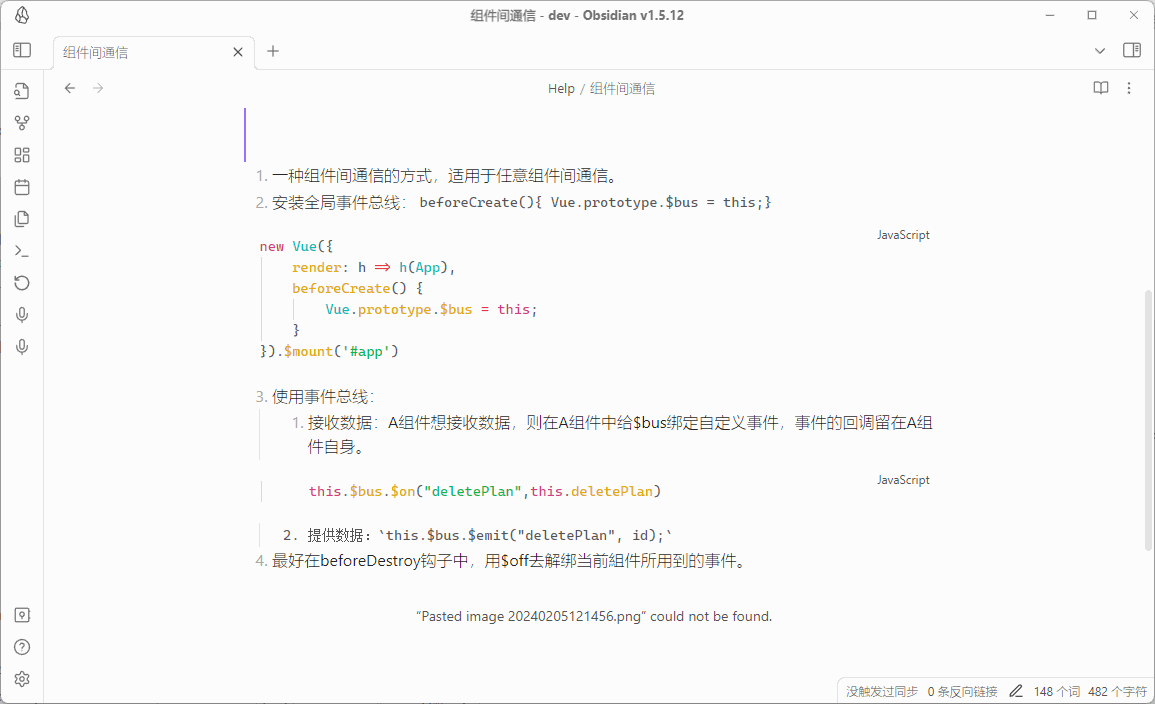 组件间通信 - dev - Obsidian v1.5.12
组件间通信
Help / 组件间通信
1. 一种组件间通信的方式，适用于任意组件间通信。
2. 安装全局事件总线： beforeCreate(){ Vue.prototype.$bus = this;}
JavaScript
new Vue({
render: h => h(App),
beforeCreate() {
Vue.prototype.$bus = this;
}
}).$mount('#app')
3. 使用事件总线：
1. 接收数据：A组件想接收数据，则在A组件中给$bus绑定自定义事件，事件的回调留在A组
件自身。
JavaScript
this.$bus.$on("deletePlan",this.deletePlan)
2. 提供数据：`this.$bus.$emit("deletePlan", id);`
4. 最好在beforeDestroy钩子中，用$off去解绑当前组件所用到的事件。
“Pasted image 20240205121456.png” could not be found.
没触发过同步 0 条反向链接 148 个词 482 个字符